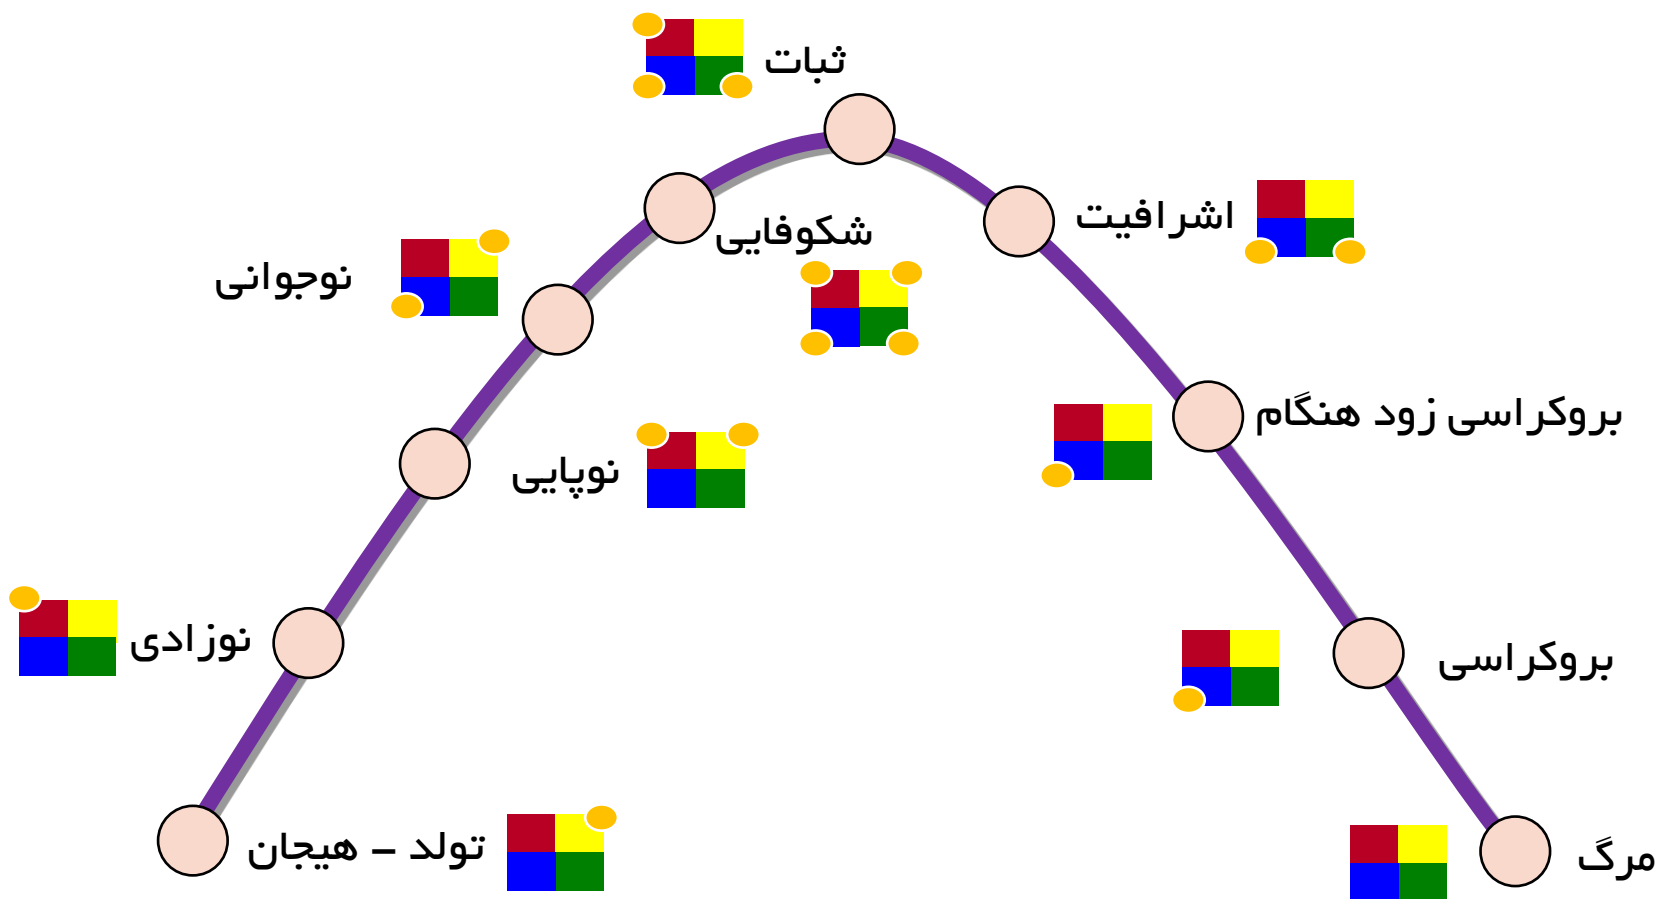 ثبات
اشرافیت
شکوفایی
نوجوانی
بروکراسی زود هنگام
نوپایی
نوزادی
بروکراسی
تولد - هیجان
مرگ